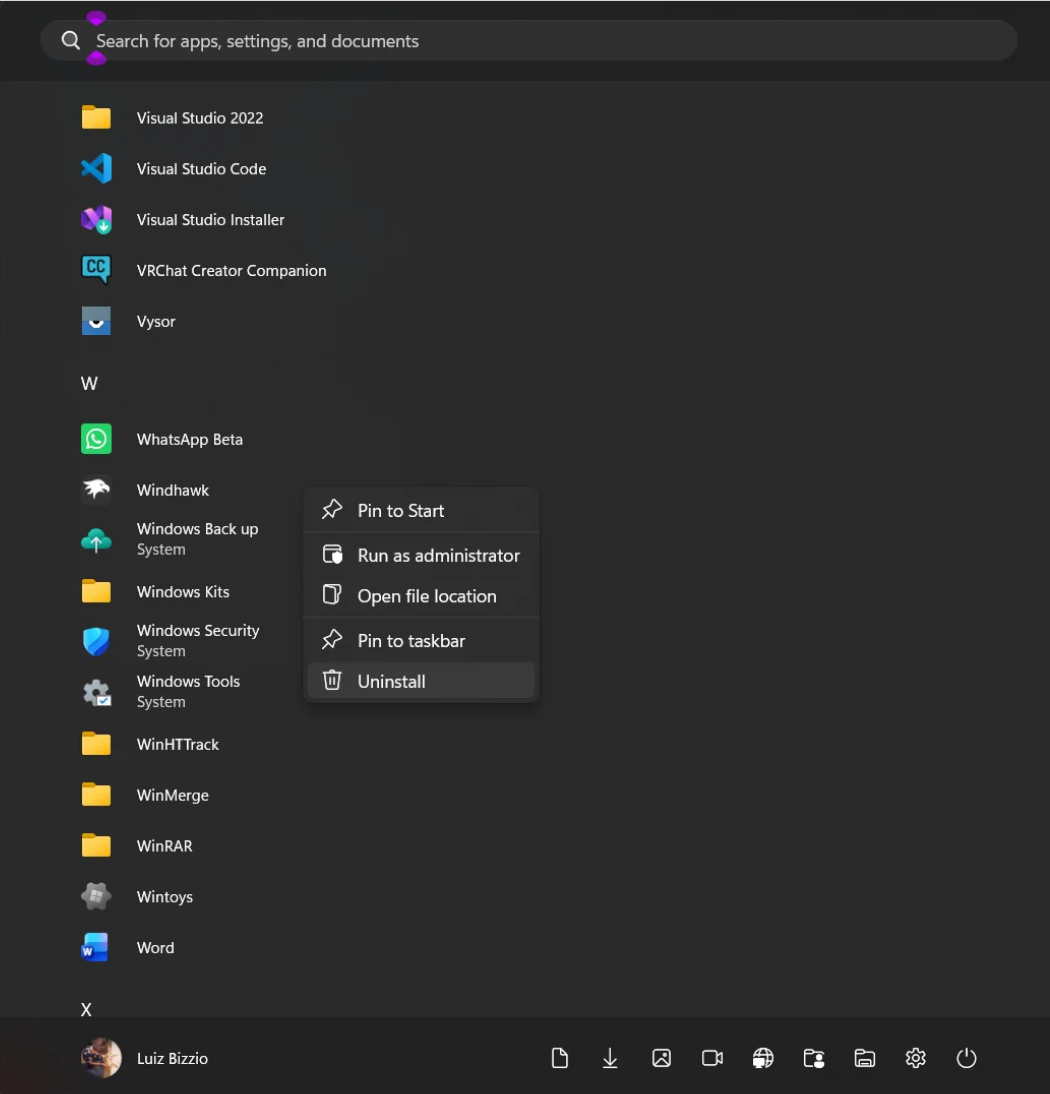 Search for apps, settings, and documents
Visual Studio 2022
Visual Studio Code
Visual Studio Installer
CC
VRChat Creator Companion
Vysor
W
WhatsApp Beta
Windhawk
Windows Back up
System
Windows Kits
Windows Security
System
Windows Tools
System
WinHTTrack
WinMerge
WinRAR
Wintoys
W
Word
X
Pin to Start
Run as administrator
Open file location
Pin to taskbar
Uninstall
Luiz Bizzio